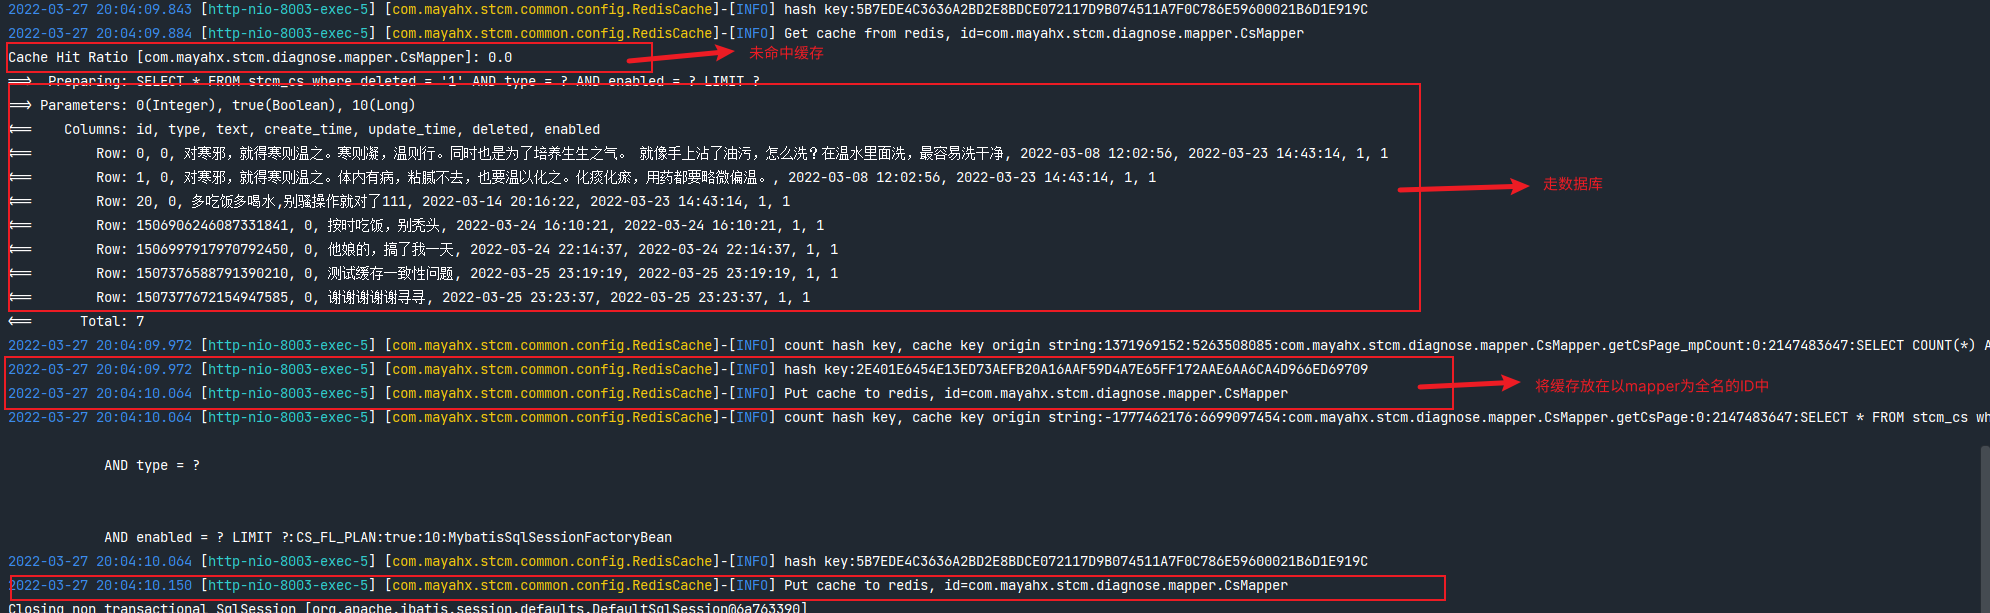 2022-03-27 20:04:09.843 [http-nio-8003-exec-5] [com.mayahx.stcm.common.config.RedisCache]-[INFO] hash key:5B7EDE4C3636A2BD2E8BDCE072117D9B074511A7F0C786E59600021B6D1E919C
2022-03-27 20:04:09.884 [http-nio-8003-exec-5] [com.mayahx.stcm.common.config.RedisCache]-[INFO] Get cache from redis, id=com.mayahx.stcm.diagnose.mapper.CsMapper
Cache Hit Ratio [com.mayahx.stcm.diagnose.mapper.CsMapper]: 0.0 未命中缓存
==> Preparing: SELECT * FROM stcm_cs where deleted = '1' AND type = ? AND enabled = ? LIMIT ?
==> Parameters: 0(Integer), true(Boolean), 10(Long)
<== Columns: id, type, text, create_time, update_time, deleted, enabled
<== Row: 0, 0, 对寒邪，就得寒则温之。寒则凝，温则行。同时也是为了培养生生之气。 就像手上沾了油污，怎么洗？在温水里面洗，最容易洗干净, 2022-03-08 12:02:56, 2022-03-23 14:43:14, 1, 1
<== Row: 1, 0, 对寒邪，就得寒则温之。体内有病，粘腻不去，也要温以化之。化痰化瘀，用药都要略微偏温。, 2022-03-08 12:02:56, 2022-03-23 14:43:14, 1, 1
走数据库
<== Row: 20, 0, 多吃饭多喝水,别骚操作就对了111, 2022-03-14 20:16:22, 2022-03-23 14:43:14, 1, 1
<== Row: 1506906246087331841, 0, 按时吃饭，别秃头, 2022-03-24 16:10:21, 2022-03-24 16:10:21, 1, 1
<== Row: 1506997917970792450, 0, 他娘的，搞了我一天, 2022-03-24 22:14:37, 2022-03-24 22:14:37, 1, 1
<== Row: 1507376588791390210, 0, 测试缓存一致性问题, 2022-03-25 23:19:19, 2022-03-25 23:19:19, 1, 1
<== Row: 1507377672154947585, 0, 谢谢谢谢谢寻寻, 2022-03-25 23:23:37, 2022-03-25 23:23:37, 1, 1
<== Total: 7
2022-03-27 20:04:09.972 [http-nio-8003-exec-5] [com.mayahx.stcm.common.config.RedisCache]-[INFO] count hash key, cache key origin string:1371969152:5263508085:com.mayahx.stcm.diagnose.mapper.CsMapper.getCsPage_mpCount:0:2147483647:SELECT COUNT(*) A
2022-03-27 20:04:09.972 [http-nio-8003-exec-5] [com.mayahx.stcm.common.config.RedisCache]-[INFO] hash key:2E401E6454E13ED73AEFB20A16AAF59D4A7E65FF172AAE6AA6CA4D966ED69709
2022-03-27 20:04:10.064 [http-nio-8003-exec-5] [com.mayahx.stcm.common.config.RedisCache]-[INFO] Put cache to redis, id=com.mayahx.stcm.diagnose.mapper.CsMapper 将缓存放在以mapper为全名的ID中
2022-03-27 20:04:10.064 [http-nio-8003-exec-5] [com.mayahx.stcm.common.config.RedisCache]-[INFO] count hash key, cache key origin string:-1777462176:6699097454:com.mayahx.stcm.diagnose.mapper.CsMapper.getCsPage:0:2147483647:SELECT * FROM stcm_cs wh
AND type = ?
AND enabled = ? LIMIT ?:CS_FL_PLAN:true:10:MybatisSqlSessionFactoryBean
2022-03-27 20:04:10.064 [http-nio-8003-exec-5] [com.mayahx.stcm.common.config.RedisCache]-[INFO] hash key:5B7EDE4C3636A2BD2E8BDCE072117D9B074511A7F0C786E59600021B6D1E919C
2022-03-27 20:04:10.150 [http-nio-8003-exec-5] [com.mayahx.stcm.common.config.RedisCache]-[INFO] Put cache to redis, id=com.mayahx.stcm.diagnose.mapper.CsMapper
Closing non transactional SqlSession [org.apache.ibatis.session.defaults.DefaultSqlSession@6a763390]